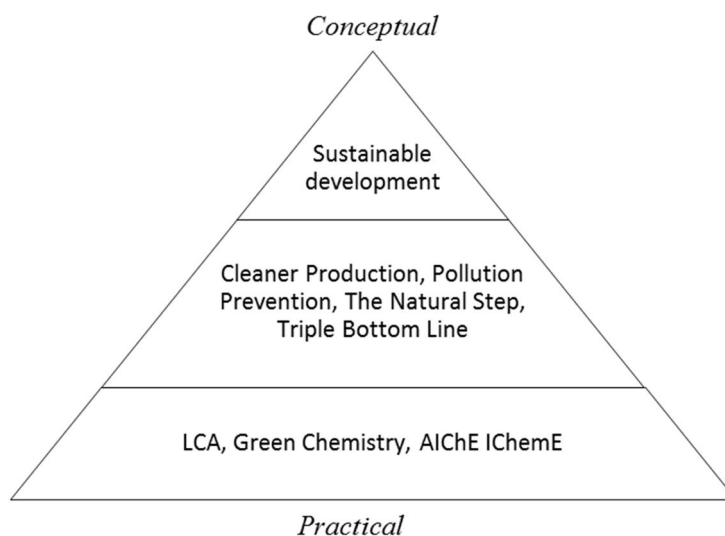 Conceptual
Sustainable
development
Cleaner Production, Pollution
Prevention, The Natural Step,
Triple Bottom Line
LCA, Green Chemistry, AIChE IChemE
Practical